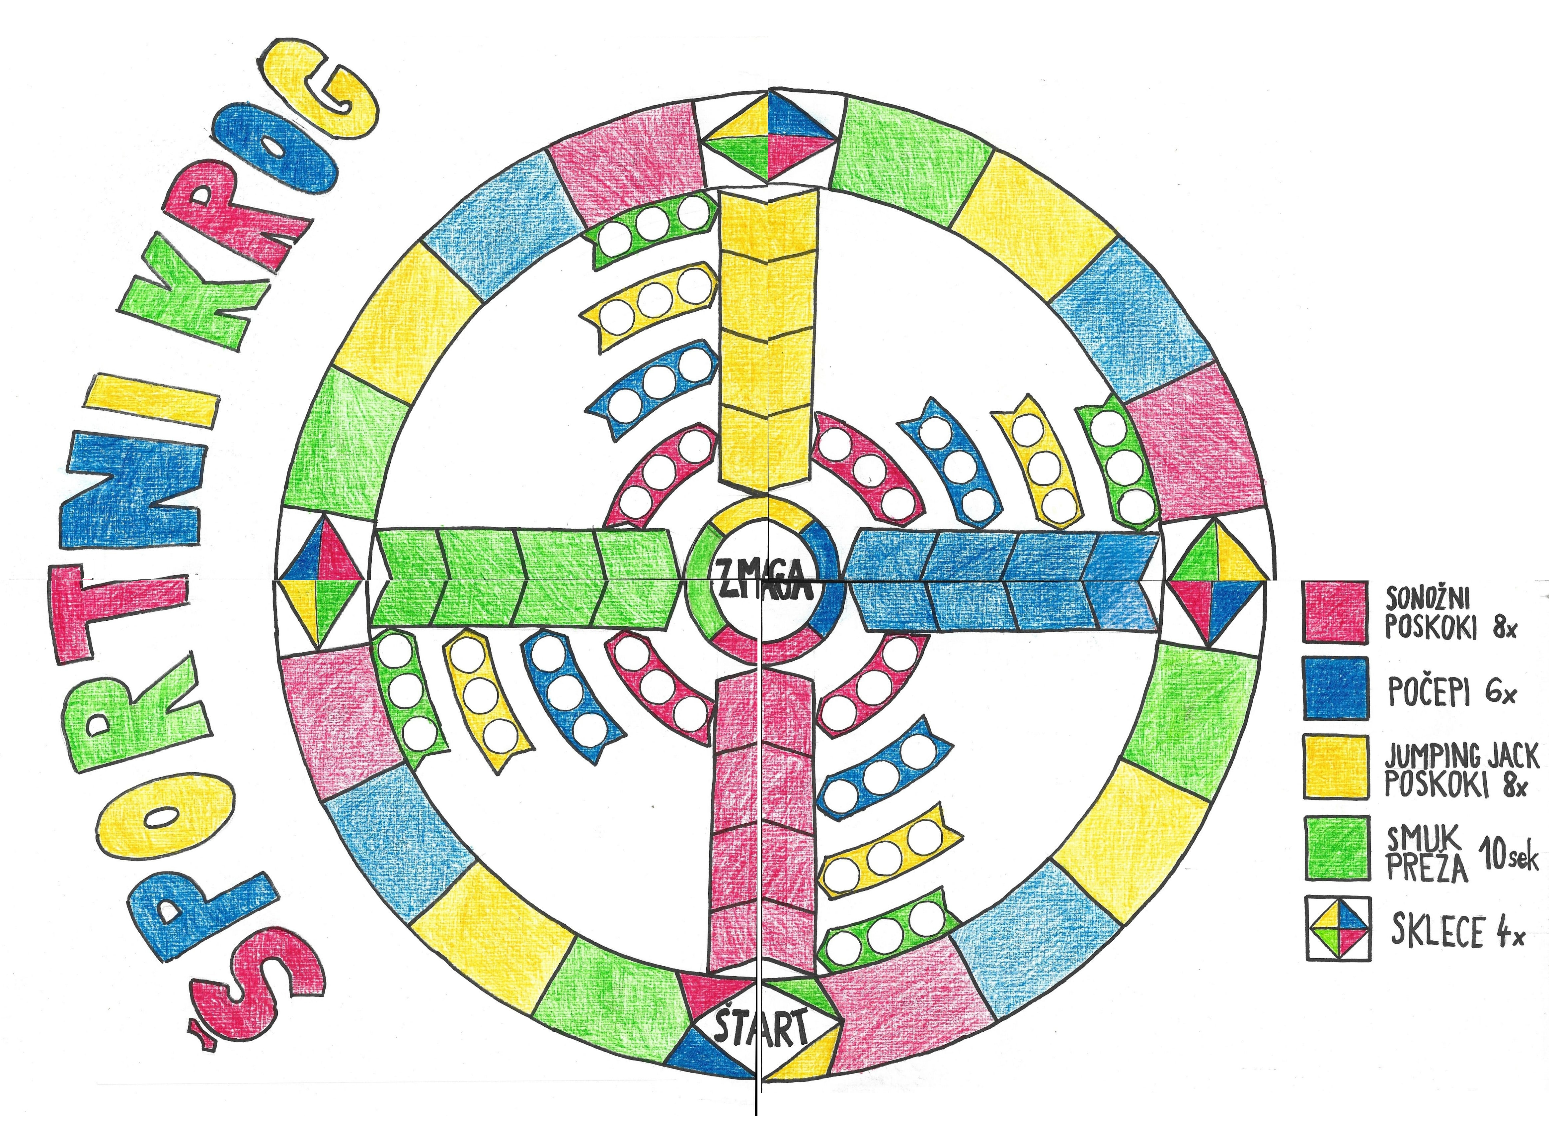 ŠPORTNI KROG
ZMAGA
ŠTART
SONOŽNI
POSKOKI 8x
POČEPI 6x
JUMPING JACK
POSKOKI 8x
SMUK
PREŽA 10sek
SKLECE 4x